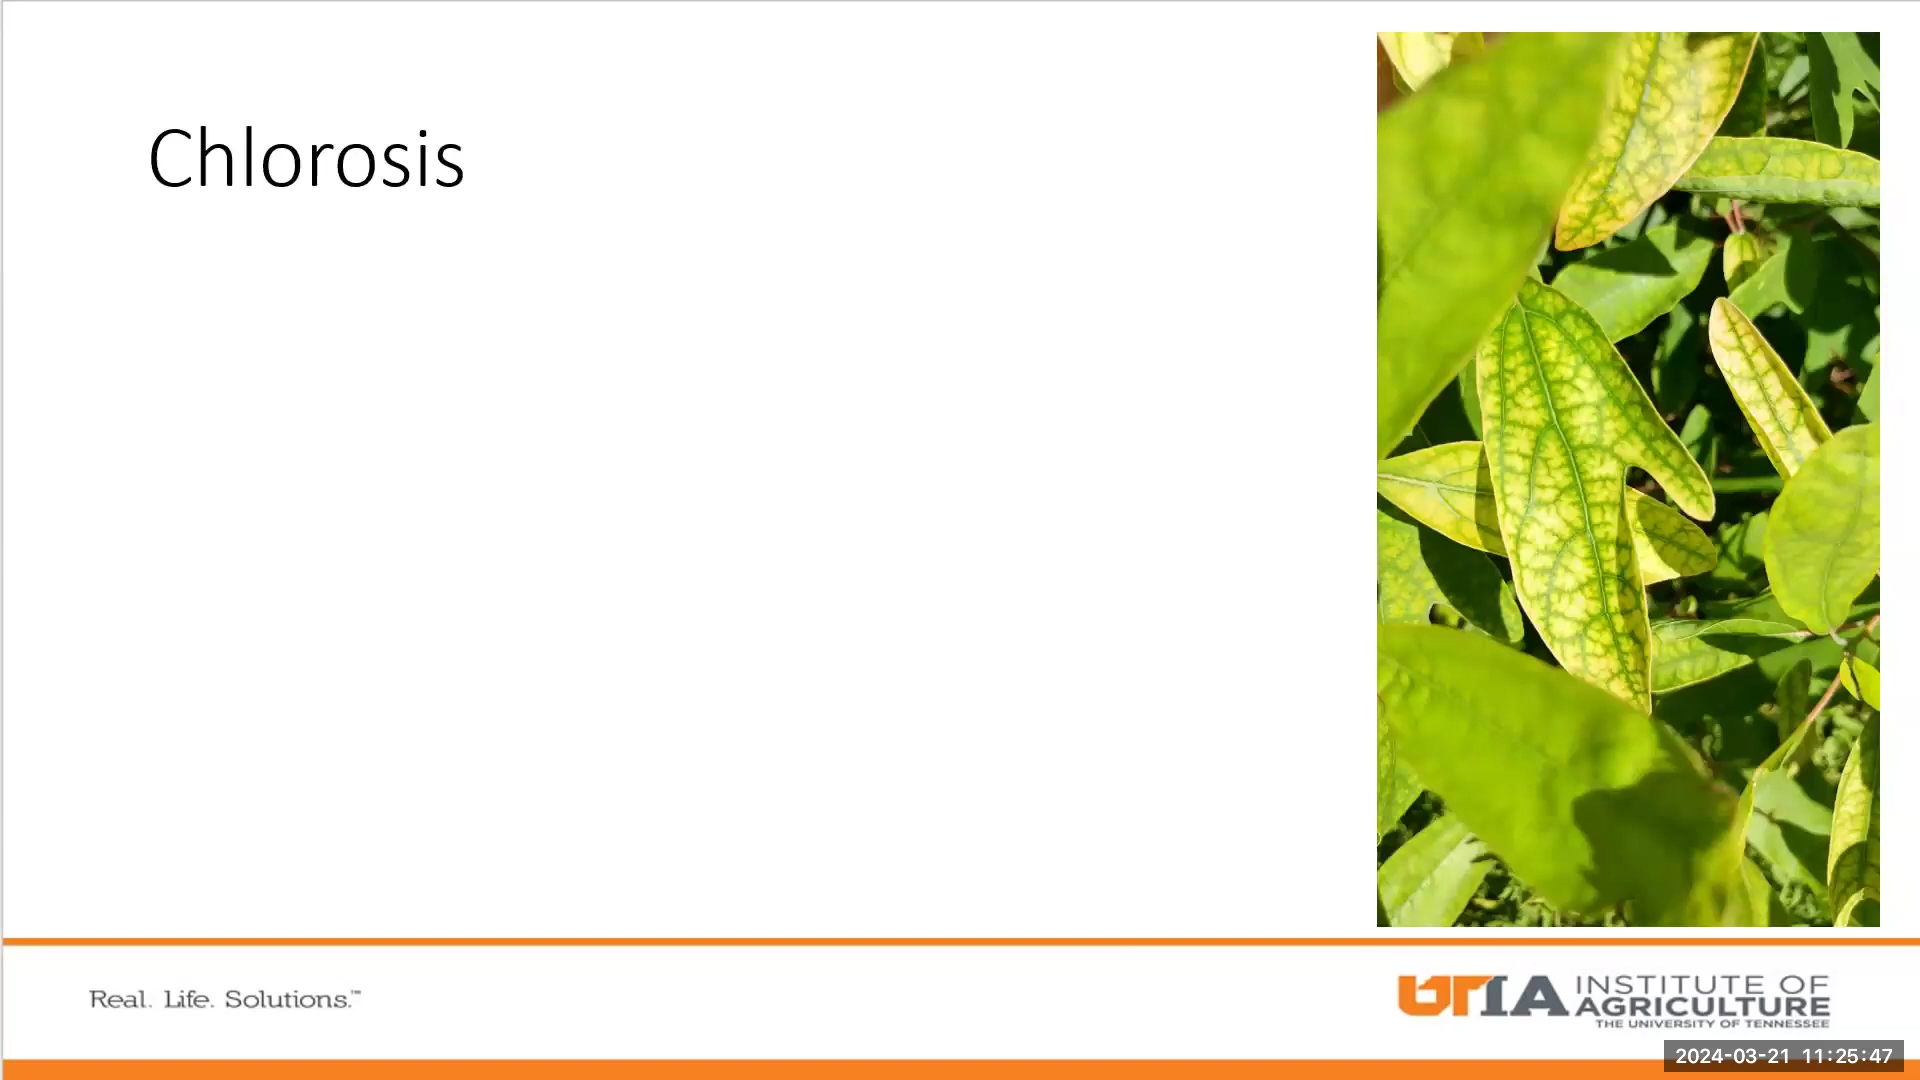 Chlorosis
Real. Life. Solutions.™
UTIA INSTITUTE OF
AGRICULTURE
THE UNIVERSITY OF TENNESSEE
2024-03-21 11:25:47